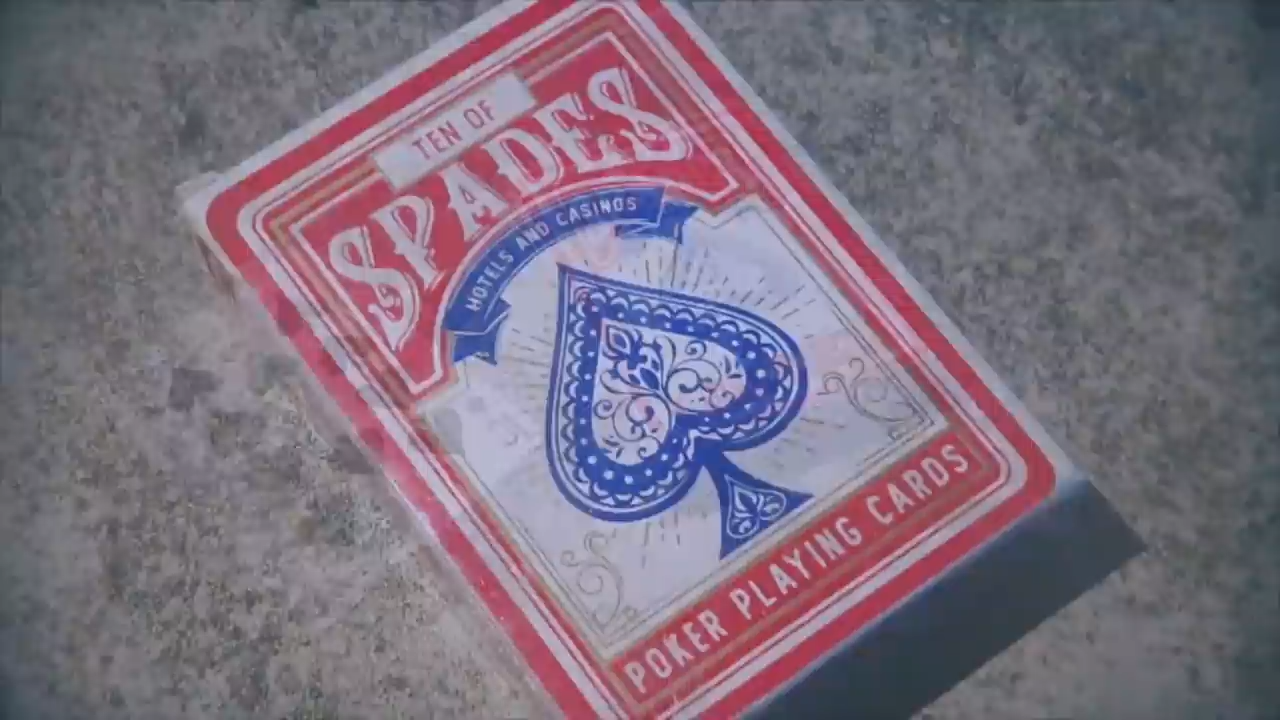 TEN OF
SPADES
HOTELS AND CASINOS
POKER PLAYING CARDS